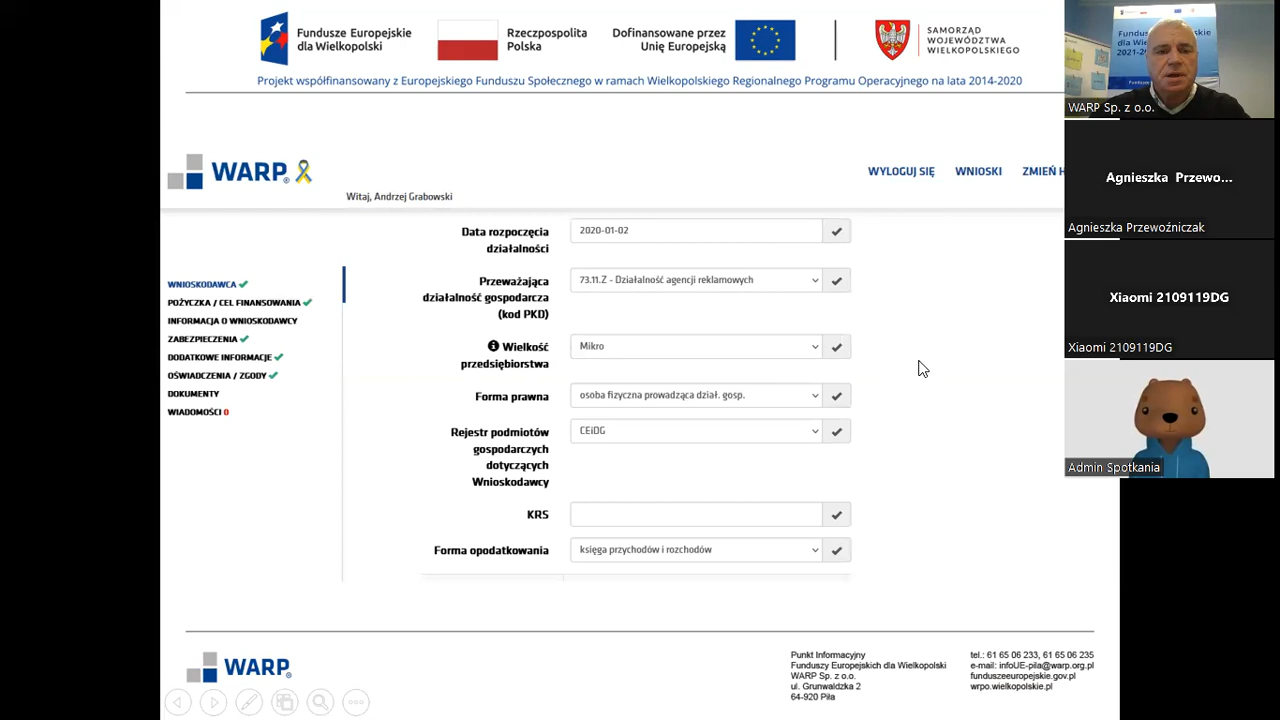 Fundusze Europejskie
dla Wielkopolski
Rzeczpospolita
Polska
Dofinansowane przez
Unię Europejską
SAMORZĄD
WOJEWÓDZTWA
WIELKOPOLSKIEGO
Projekt współfinansowany z Europejskiego Funduszu Społecznego w ramach Wielkopolskiego Regionalnego Programu Operacyjnego na lata 2014-2020
WARP
Witaj, Andrzej Grabowski
WYLOGUJ SIĘ
WNIOSKI
ZMIEŃ H
WNIOSKODAWCA
POŻYCZKA / CEL FINANSOWANIA
INFORMACJA O WNIOSKODAWCY
ZABEZPIECZENIA
DODATKOWE INFORMACJE
OŚWIADCZENIA / ZGODY
DOKUMENTY
WIADOMOŚCI 0
Data rozpoczęcia
działalności
2020-01-02
Przeważająca
działalność gospodarcza
(kod PKD)
73.11.Z - Działalność agencji reklamowych
Wielkość
przedsiębiorstwa
Mikro
Forma prawna
osoba fizyczna prowadząca dział. gosp.
Rejestr podmiotów
gospodarczych
dotyczących
Wnioskodawcy
CEiDG
KRS
Forma opodatkowania
księga przychodów i rozchodów
WARP
Punkt Informacyjny
Funduszy Europejskich dla Wielkopolski
WARP Sp. z o.o.
ul. Grunwaldzka 2
64-920 Piła
tel.: 61 65 06 233, 61 65 06 235
e-mail: infoUE-pila@warp.org.pl
funduszeeuropejskie.gov.pl
wrpo.wielkopolskie.pl
WARP Sp. z o.o.
Agnieszka Przewo...
Agnieszka Przewoźniczak
Xiaomi 2109119DG
Xiaomi 2109119DG
Admin Spotkania